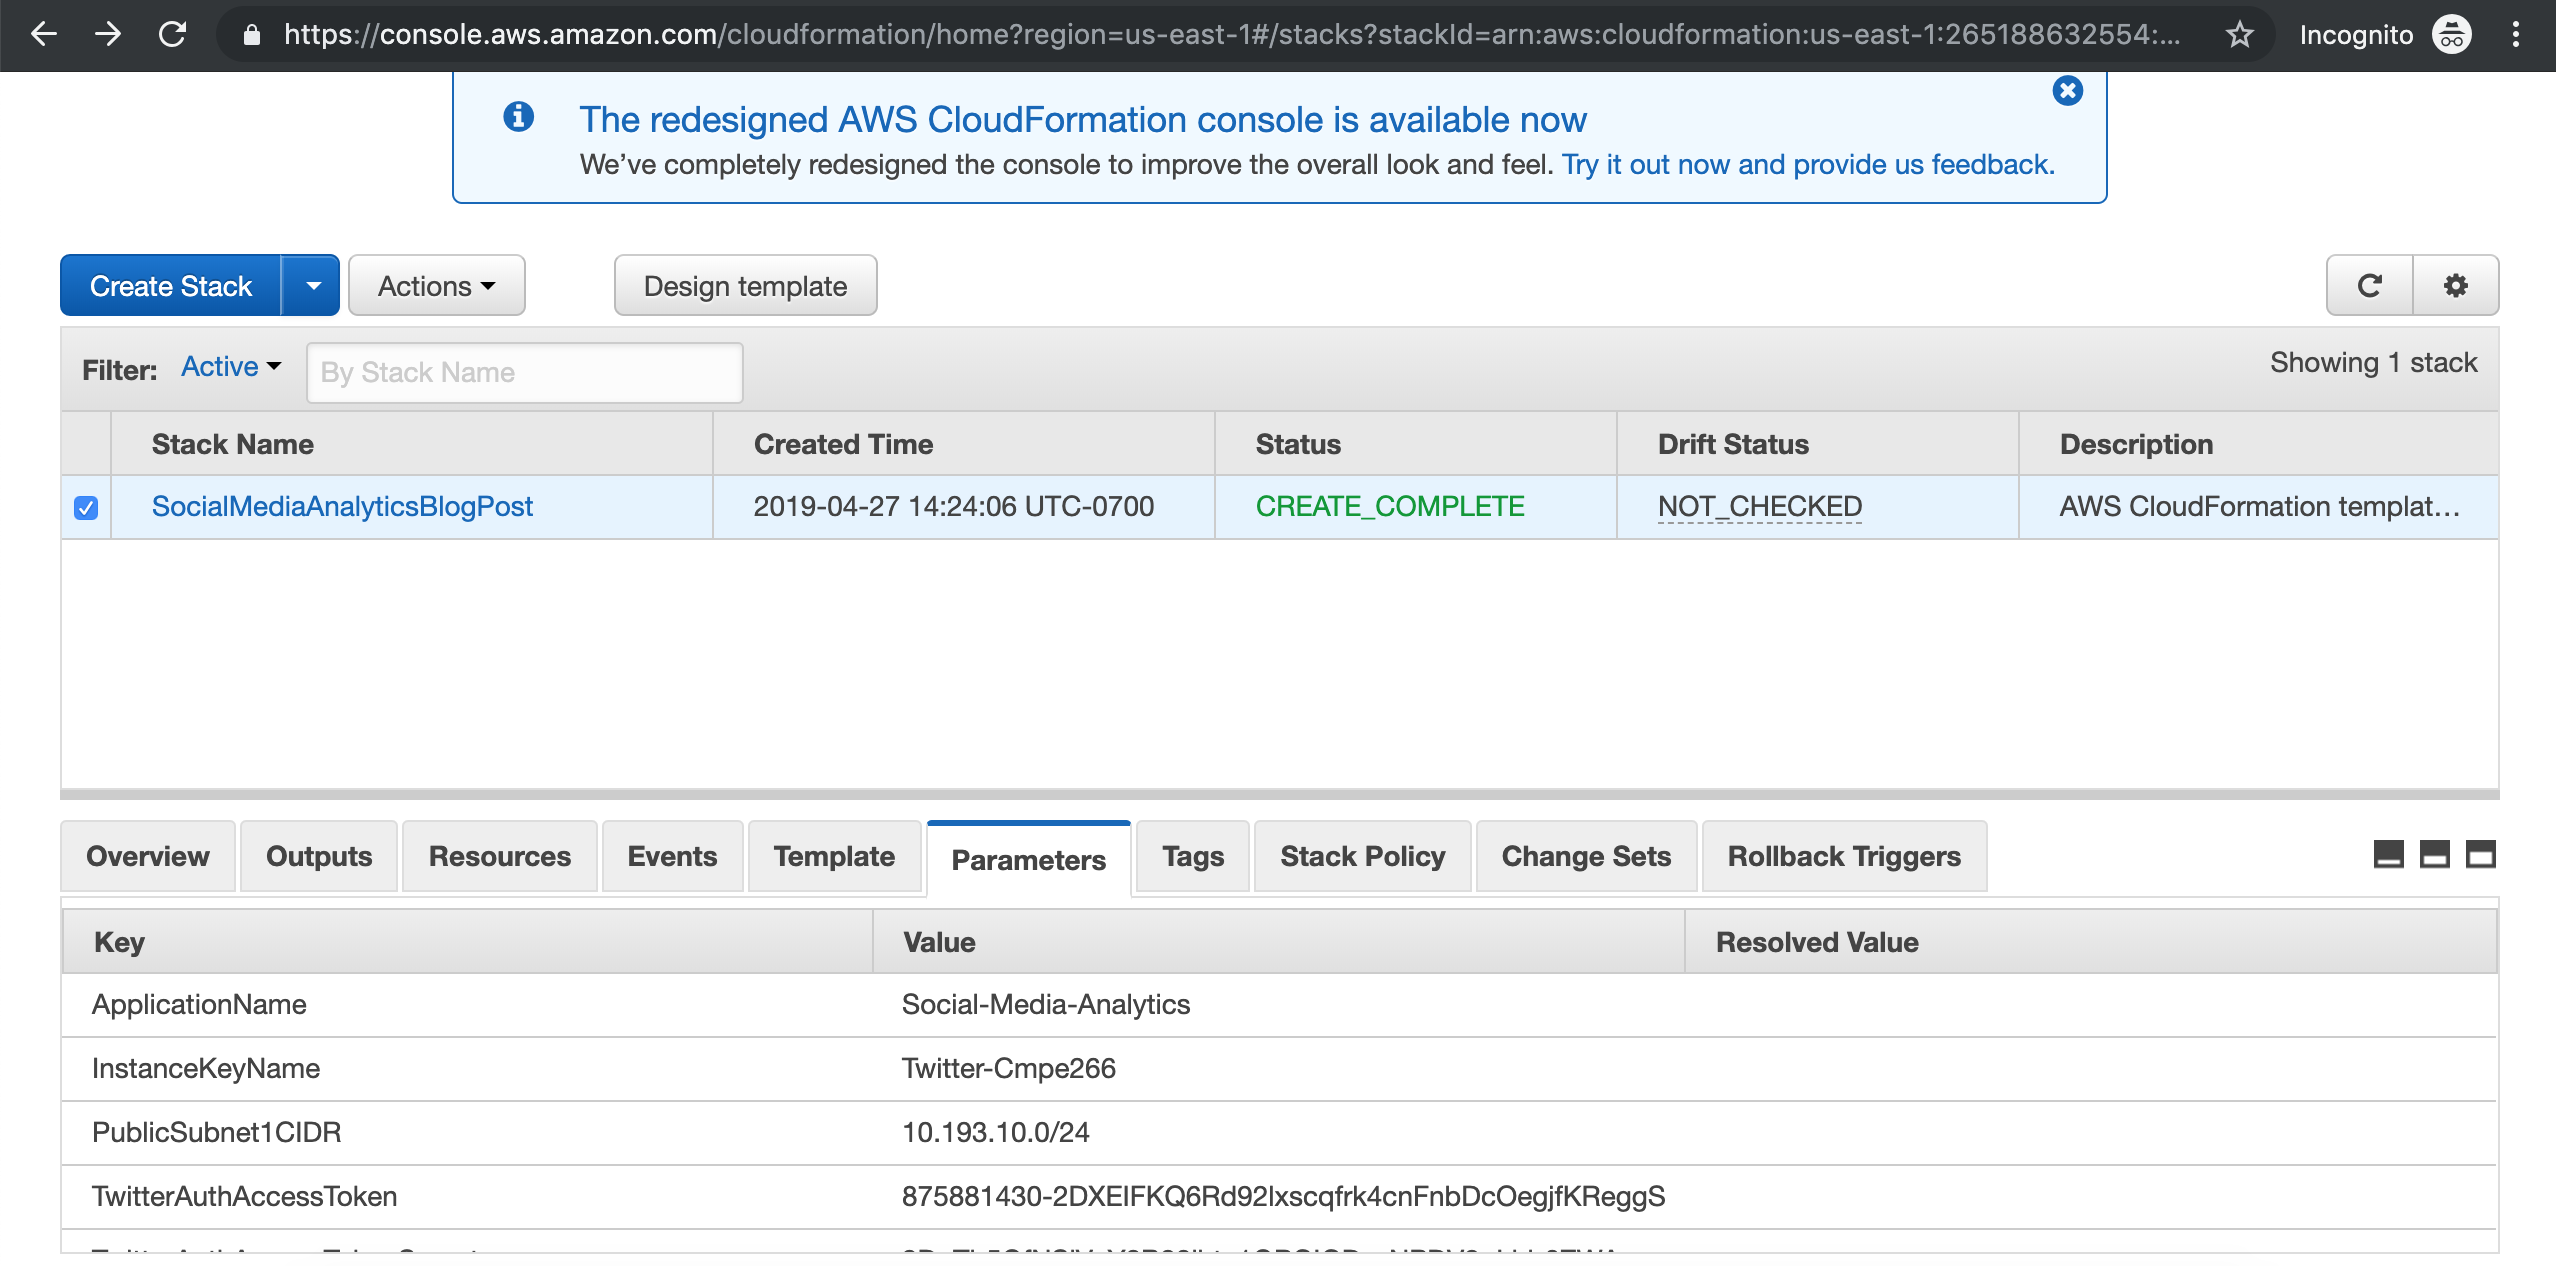 https://console.aws.amazon.com/cloudformation/home?region=us-east-1#/stacks?stackId=arn:aws:cloudformation:us-east-1:265188632554:... Incognito
The redesigned AWS CloudFormation console is available now
We've completely redesigned the console to improve the overall look and feel. Try it out now and provide us feedback.
Create Stack Actions Design template
Filter: Active By Stack Name Showing 1 stack
Stack Name Created Time Status Drift Status Description
SocialMediaAnalyticsBlogPost 2019-04-27 14:24:06 UTC-0700 CREATE_COMPLETE NOT_CHECKED AWS CloudFormation templat...
Overview Outputs Resources Events Template Parameters Tags Stack Policy Change Sets Rollback Triggers
Key Value Resolved Value
ApplicationName Social-Media-Analytics
InstanceKeyName Twitter-Cmpe266
PublicSubnet1CIDR 10.193.10.0/24
TwitterAuthAccessToken 875881430-2DXEIFKQ6Rd92lxscqfrk4cnFnbDcOegjfKReggS